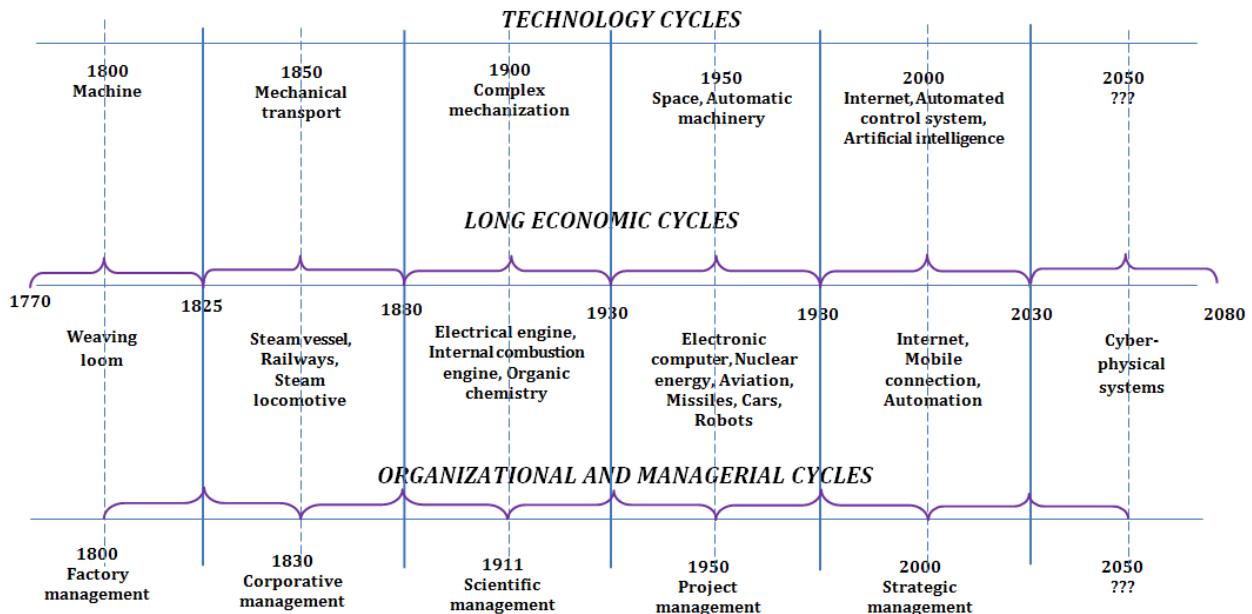 TECHNOLOGY CYCLES
1800
Machine
1850
Mechanical
transport
1900
Complex
mechanization
1950
Space, Automatic
machinery
2000
Internet, Automated
control system,
Artificial intelligence
2050
???
LONG ECONOMIC CYCLES
1770
1825
1880
1930
1980
2030
2080
Weaving
loom
Steam vessel,
Railways,
Steam
locomotive
Electrical engine,
Internal combustion
engine, Organic
chemistry
Electronic
computer, Nuclear
energy, Aviation,
Missiles, Cars,
Robots
Internet,
Mobile
connection,
Automation
Cyber-
physical
systems
ORGANIZATIONAL AND MANAGERIAL CYCLES
1800
Factory
management
1830
Corporative
management
1911
Scientific
management
1950
Project
management
2000
Strategic
management
2050
???